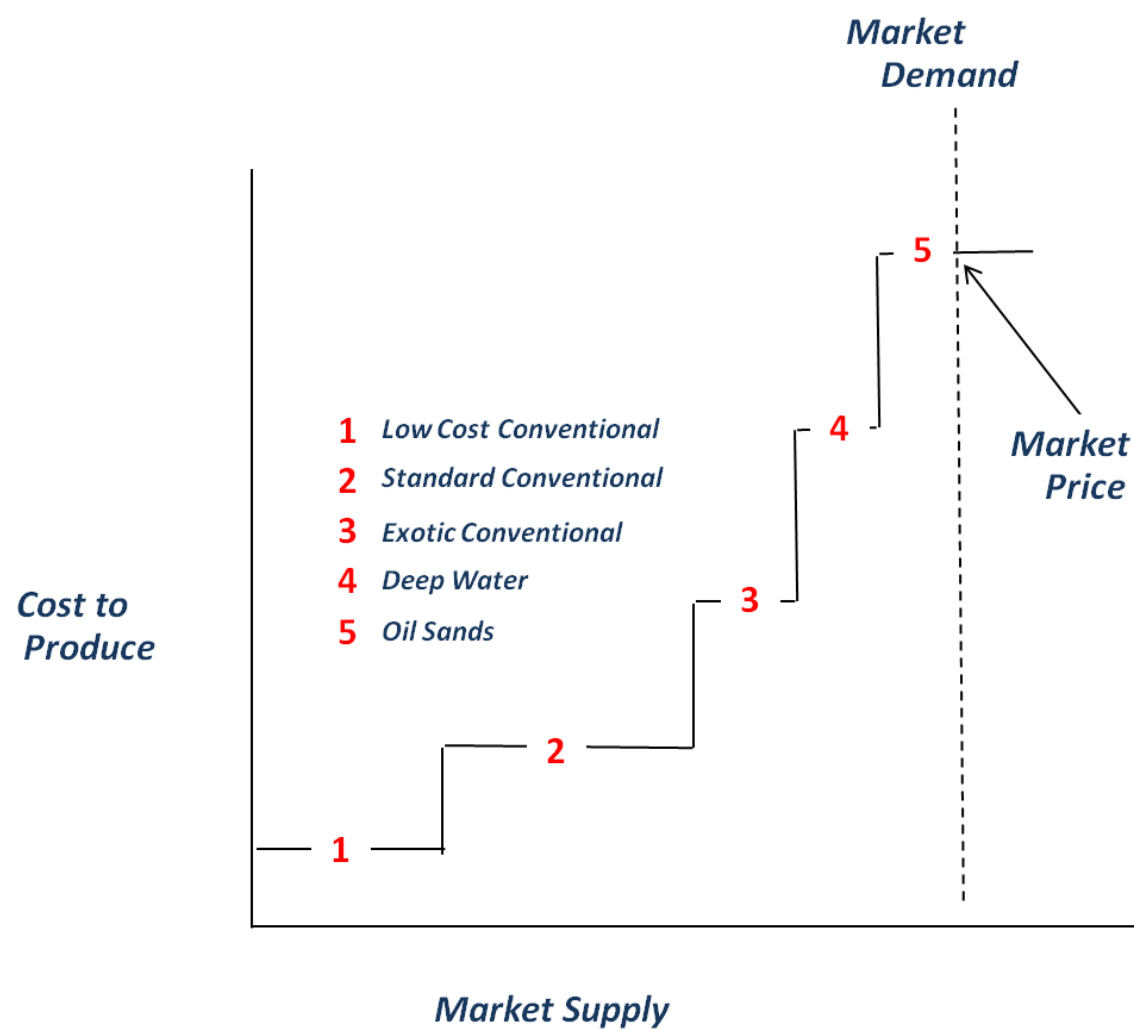 Market
Demand
5
1 Low Cost Conventional
2 Standard Conventional
3 Exotic Conventional
4 Deep Water
5 Oil Sands
4
Market
Price
3
Cost to
Produce
2
1
Market Supply